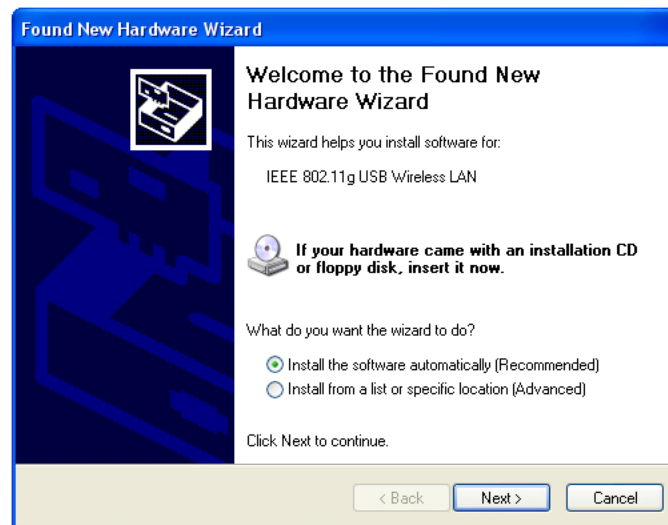 Found New Hardware Wizard
Welcome to the Found New
Hardware Wizard
This wizard helps you install software for:
IEEE 802.11g USB Wireless LAN
If your hardware came with an installation CD
or floppy disk, insert it now.
What do you want the wizard to do?
Install the software automatically (Recommended)
Install from a list or specific location (Advanced)
Click Next to continue.
< Back Next > Cancel